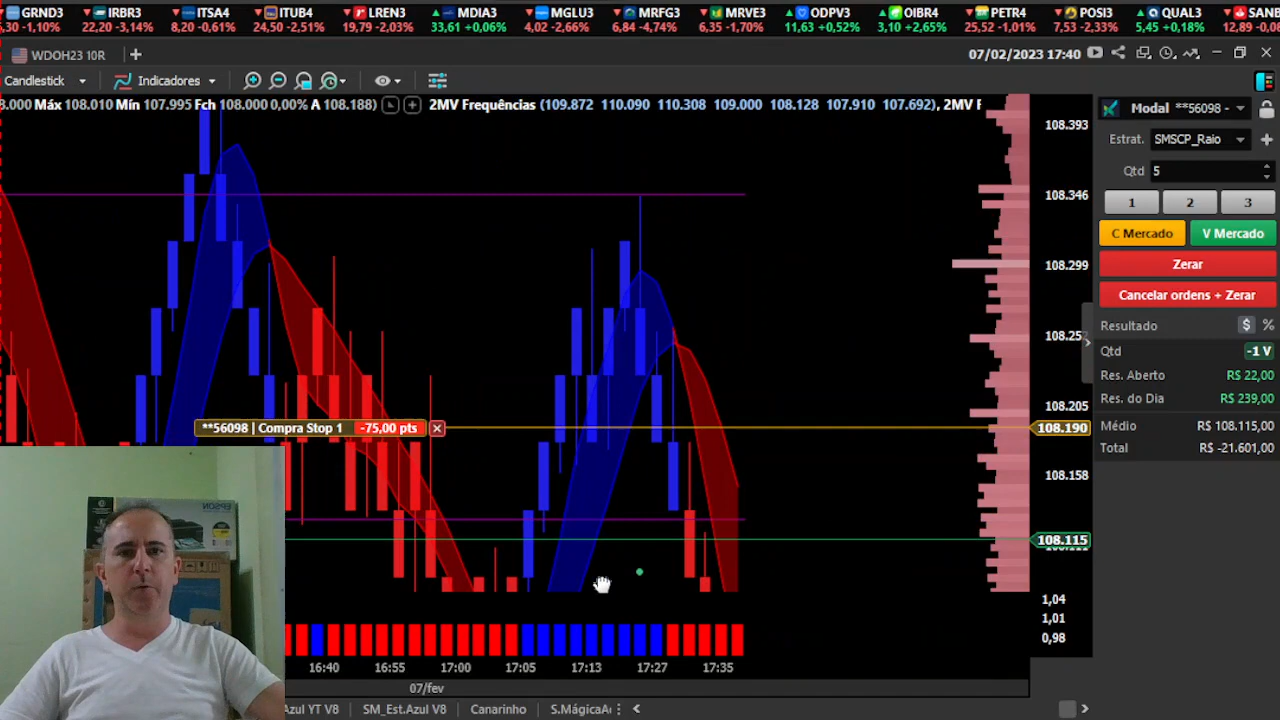 GRND3 IRBR3 ITSA4 ITUB4 LREN3 MDIA3 MGLU3 MRFG3 MRVE3 ODPV3 OIBR4 PETR4 POSI3 QUAL3 SANB
,30 -1,10% 22,20 -3,14% 8,20 -0,61% 24,50 -2,51% 19,79 -2,03% 33,61 +0,06% 4,02 -2,66% 6,84 -4,74% 6,35 -1,70% 11,63 +0,52% 3,10 +2,65% 25,52 -1,01% 7,53 -2,33% 5,45 +0,18% 12,89 -0,0
WDOH23 10R
07/02/2023 17:40
Candlestick Indicadores
8.000 Máx 108.010 Mín 107.995 Fch 108.000 0,00% A 108.188) 2MV Frequências (109.872 110.090 110.308 109.000 108.128 107.910 107.692), 2MV F
108.393
108.346
108.299
108.252
108.205
108.190
108.158
108.115
**56098 | Compra Stop 1 -75,00 pts
1,04
1,01
0,98
16:40 16:55 17:00 17:05 17:13 17:27 17:35
07/fev
Azul YT V8 SM_Est.Azul V8 Canarinho S.MágicaA
Modal **56098 -
Estrat. SMSCP_Raio
Qtd 5
1 2 3
C Mercado V Mercado
Zerar
Cancelar ordens + Zerar
Resultado $ %
Qtd -1 V
Res. Aberto R$ 22,00
Res. do Dia R$ 239,00
Médio R$ 108.115,00
Total R$ -21.601,00
EPSON